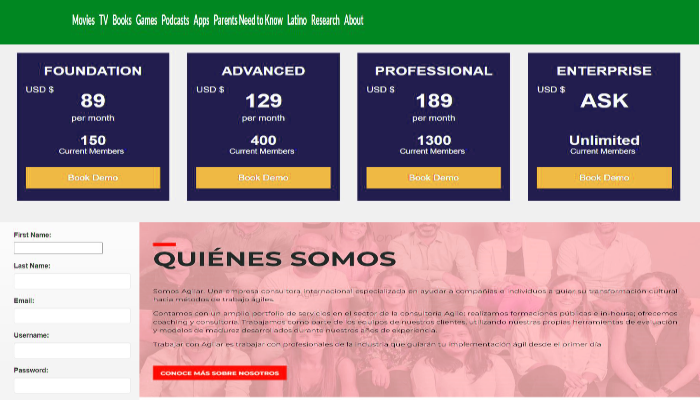 Movies TV Books Games Podcasts Apps Parents Need to Know Latino Research About
FOUNDATION
USD $
89
per month
150
Current Members
Book Demo
ADVANCED
USD $
129
per month
400
Current Members
Book Demo
PROFESSIONAL
USD $
189
per month
1300
Current Members
Book Demo
ENTERPRISE
USD $
ASK
Unlimited
Current Members
Book Demo
First Name:
Last Name:
Email:
Username:
Password:
QUIÉNES SOMOS
Somos Agilar. Una empresa consultora internacional especializada en ayudar a compañías e individuos a guiar su transformación cultural
hacia métodos de trabajo ágiles.
Contamos con un amplio portfolio de servicios en el sector de la consultoría Agile: realizamos formaciones públicas e in-house; ofrecemos
coaching y consultoría. Trabajamos como parte de los equipos de nuestros clientes, utilizando nuestras propias herramientas de evaluación
y modelos de madurez desarrollados durante nuestros años de experiencia.
Trabajar con Agilar es trabajar con profesionales de la industria que guiarán tu implementación ágil desde el primer día.
CONOCE MÁS SOBRE NOSOTROS